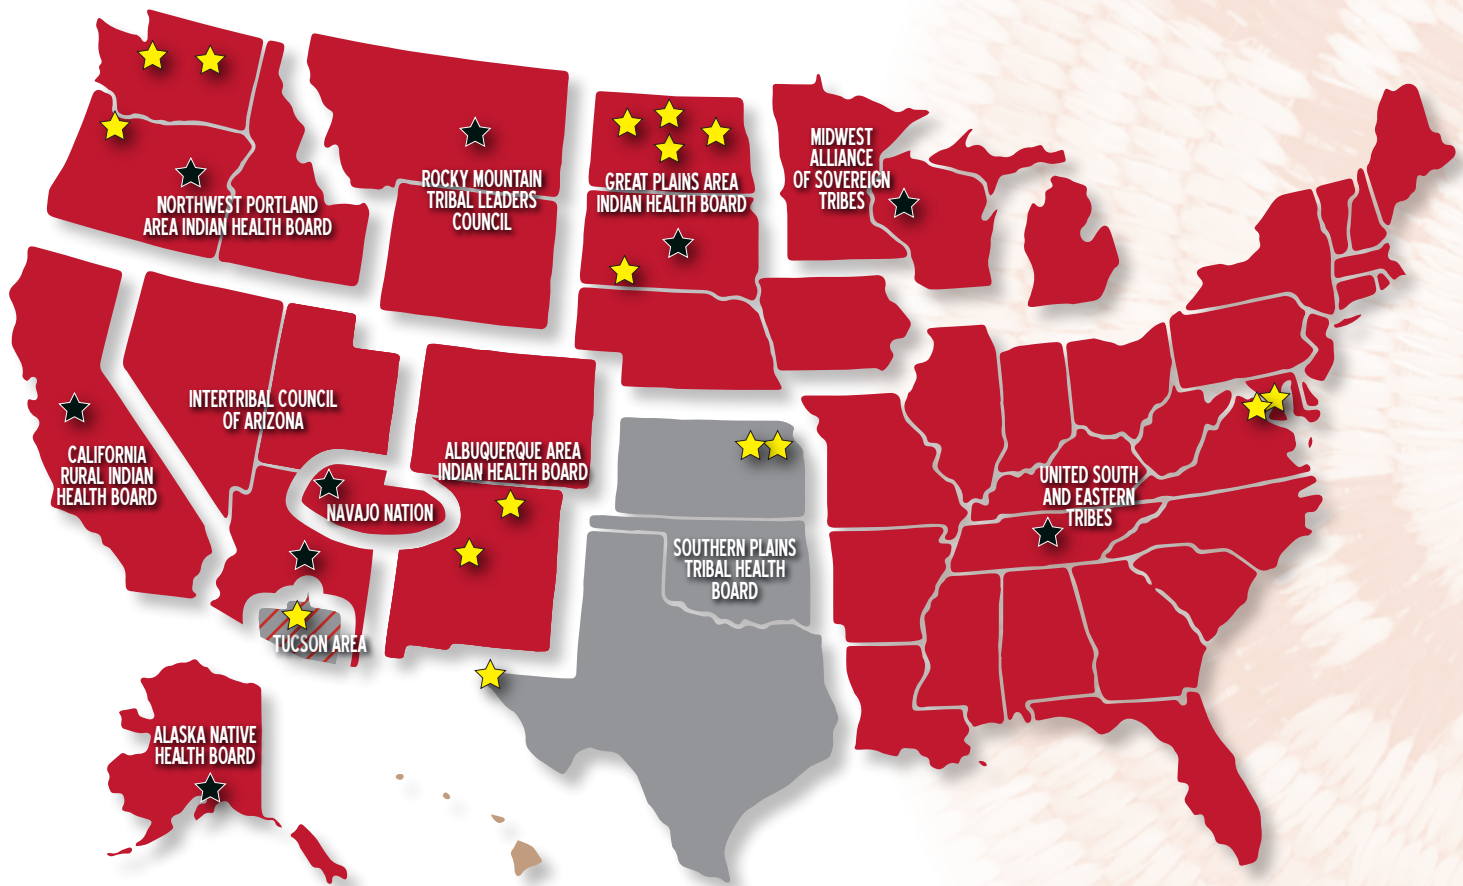 NORTHWEST PORTLAND
AREA INDIAN HEALTH BOARD
ROCKY MOUNTAIN
TRIBAL LEADERS
COUNCIL
GREAT PLAINS AREA
INDIAN HEALTH BOARD
MIDWEST
ALLIANCE
OF SOVEREIGN
TRIBES
CALIFORNIA
RURAL INDIAN
HEALTH BOARD
INTERTRIBAL COUNCIL
OF ARIZONA
ALBUQUERQUE AREA
INDIAN HEALTH BOARD
NAVAJO NATION
UNITED SOUTH
AND EASTERN
TRIBES
SOUTHERN PLAINS
TRIBAL HEALTH
BOARD
TUCSON AREA
ALASKA NATIVE
HEALTH BOARD